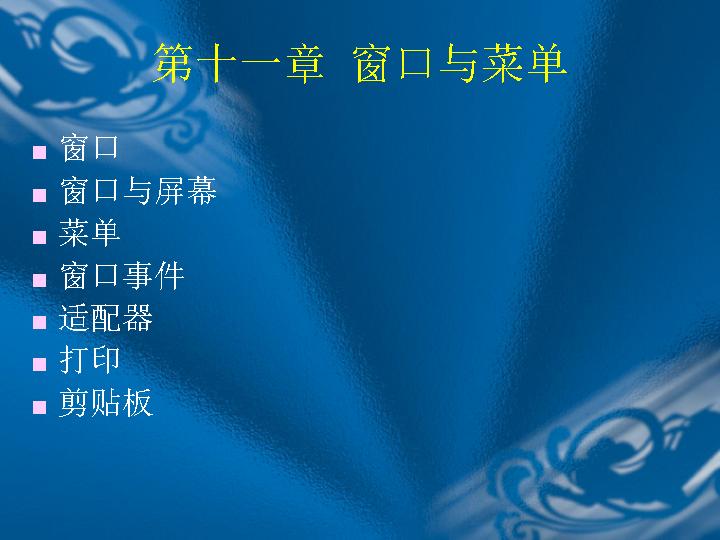 第十一章 窗口与菜单
窗口
窗口与屏幕
菜单
窗口事件
适配器
打印
剪贴板